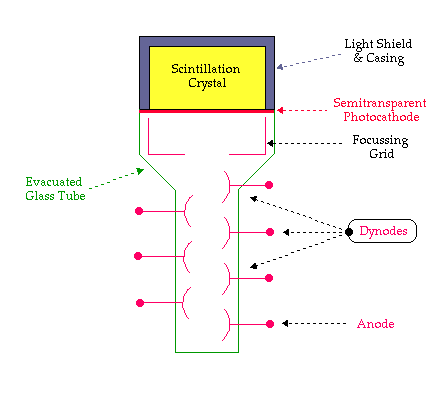 Light Shield
& Casing
Scintillation
Crystal
Semitransparent
Photocathode
Focussing
Grid
Evacuated
Glass Tube
Dynodes
Anode